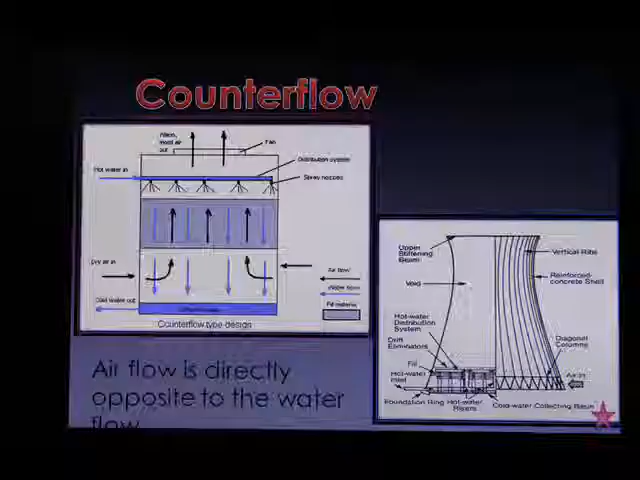 Counterflow
Warm,
moist air
out
Fan
Distribution system
Hot water in
Spray nozzles
Dry air in
Air flow
Water flow
Cold water out
Fill material
Counterflow type design
Upper
Stiffening
Beam
Vertical Ribs
Void
Reinforced-
concrete Shell
Hot-water
Distribution
System
Drift
Eliminators
Diagonal
Columns
Fill
Hot-water
Inlet
Air In
Foundation Ring
Hot-water
Risers
Cold-water Collecting Basin
Air flow is directly
opposite to the water
flow